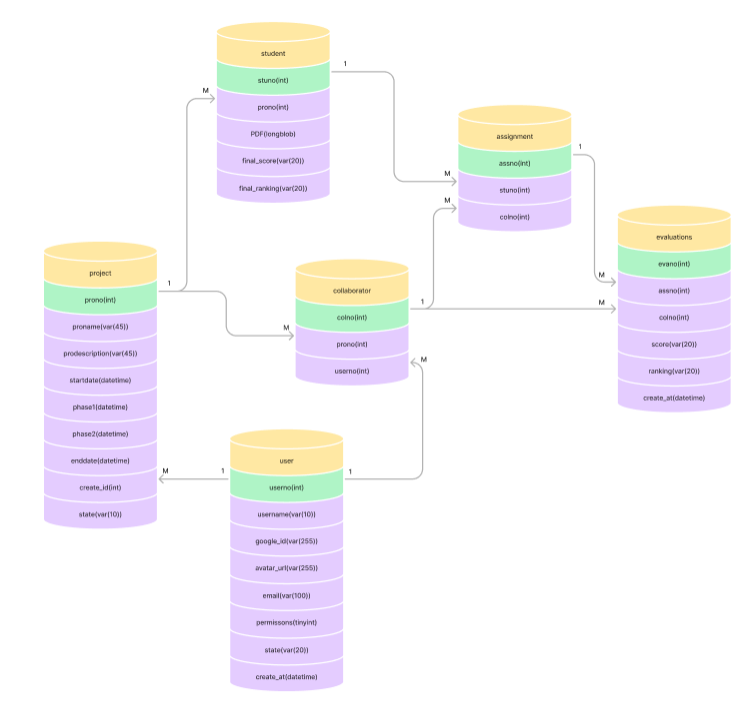 student
stuno(int)
prono(int)
PDF(longblob)
final_score(var(20))
final_ranking(var(20))
1
M
assignment
assno(int)
stuno(int)
colno(int)
1
M
M
evaluations
evano(int)
assno(int)
colno(int)
score(var(20))
ranking(var(20))
create_at(datetime)
M
M
project
prono(int)
proname(var(45))
prodescription(var(45))
startdate(datetime)
phase1(datetime)
phase2(datetime)
enddate(datetime)
create_id(int)
state(var(10))
1
M
collaborator
colno(int)
prono(int)
userno(int)
1
M
M
1
1
user
userno(int)
username(var(10))
google_id(var(255))
avatar_url(var(255))
email(var(100))
permissons(tinyint)
state(var(20))
create_at(datetime)